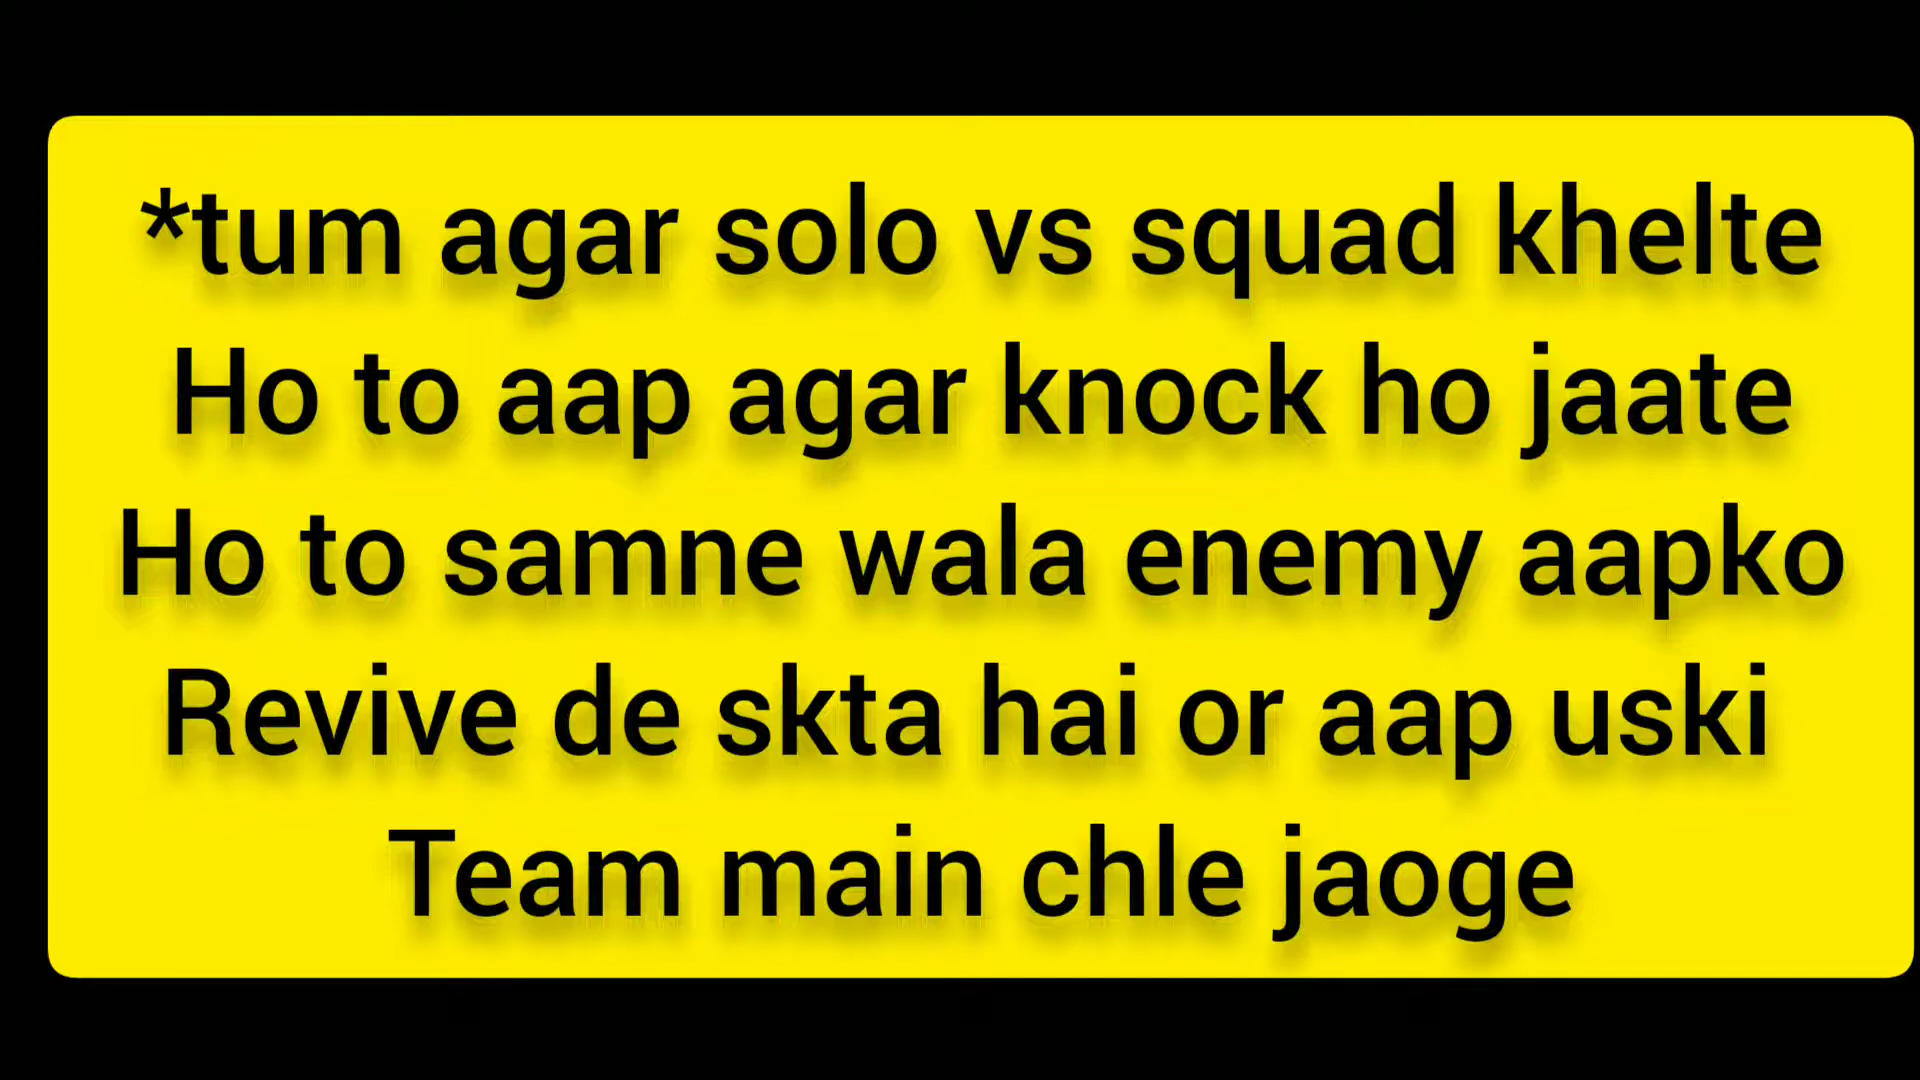 *tum agar solo vs squad khelte
Ho to aap agar knock ho jaate
Ho to samne wala enemy aapko
Revive de skta hai or aap uski
Team main chle jaoge